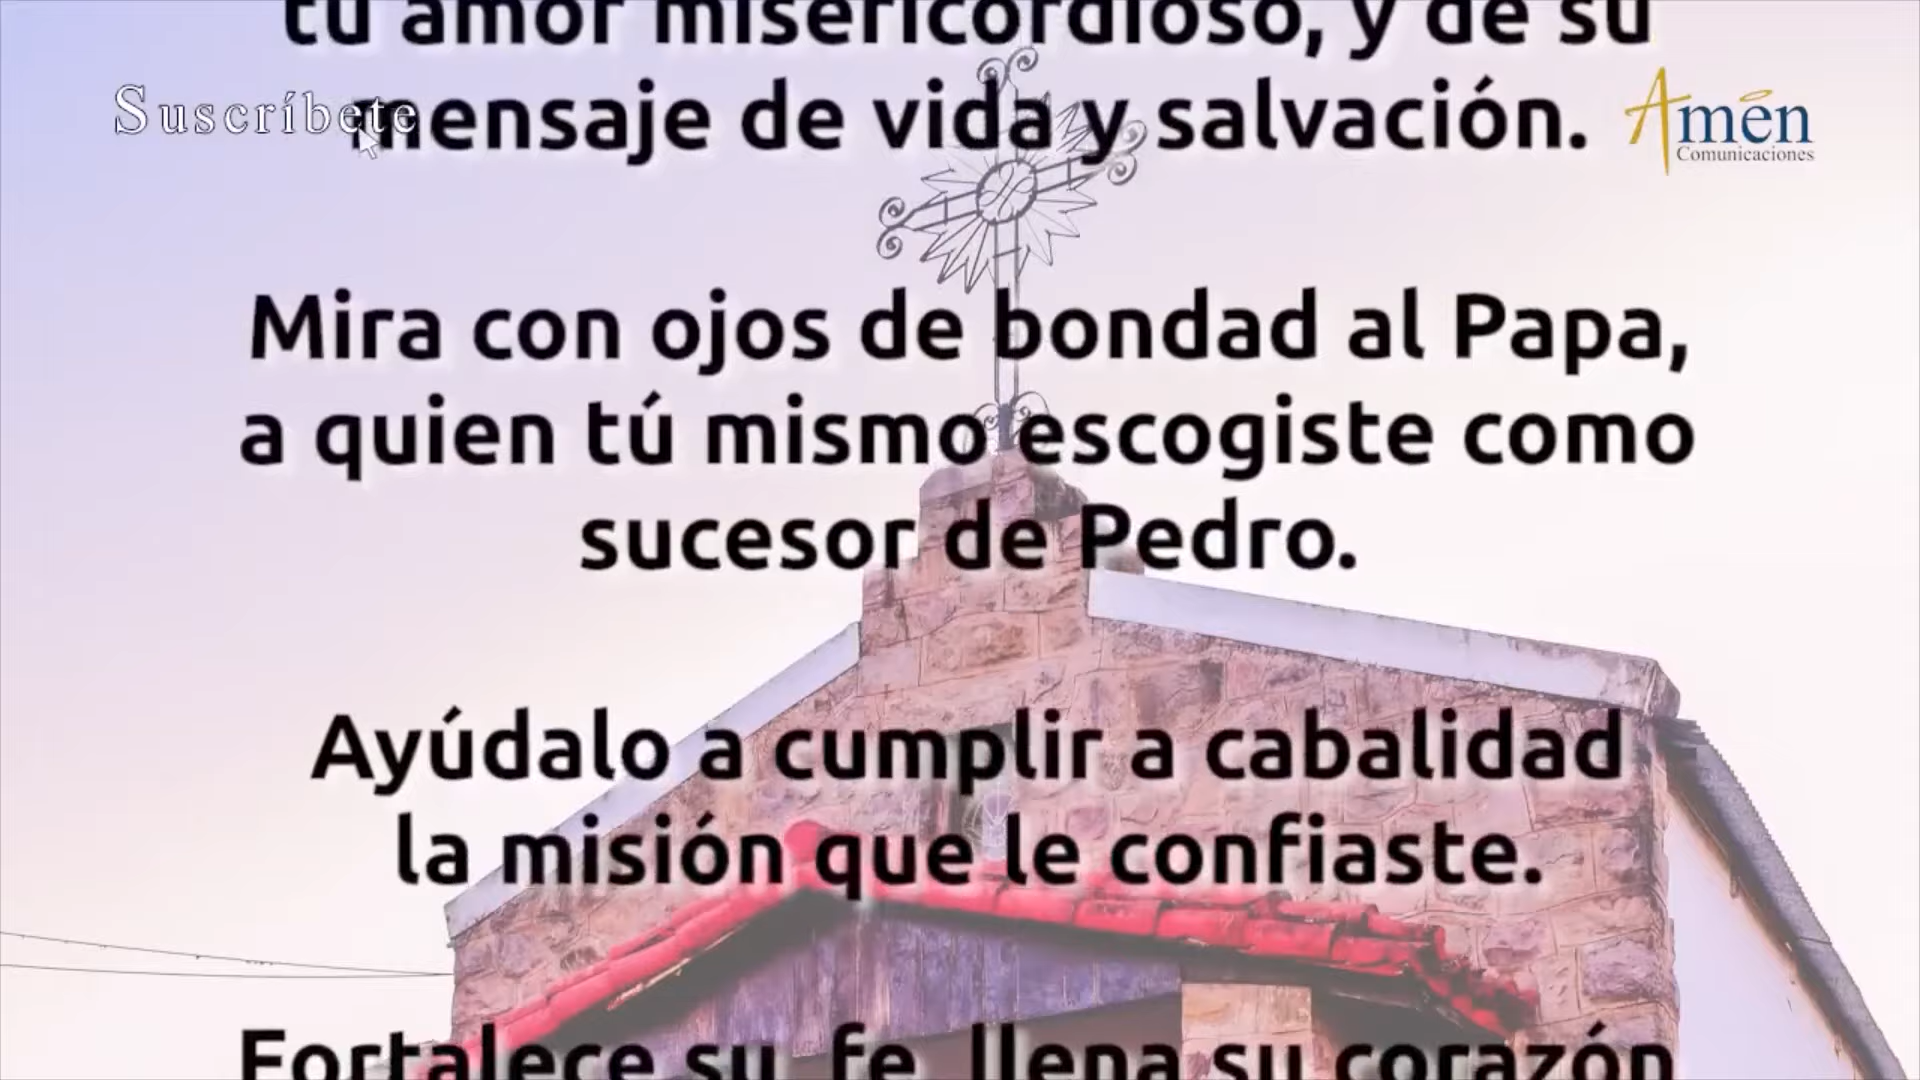 tu amor misericordioso, y de su
Suscríbete
mensaje de vida y salvación.
Amén
Comunicaciones
Mira con ojos de bondad al Papa,
a quien tú mismo escogiste como
sucesor de Pedro.
Ayúdalo a cumplir a cabalidad
la misión que le confiaste.
Fortalece su fe, llena su corazón